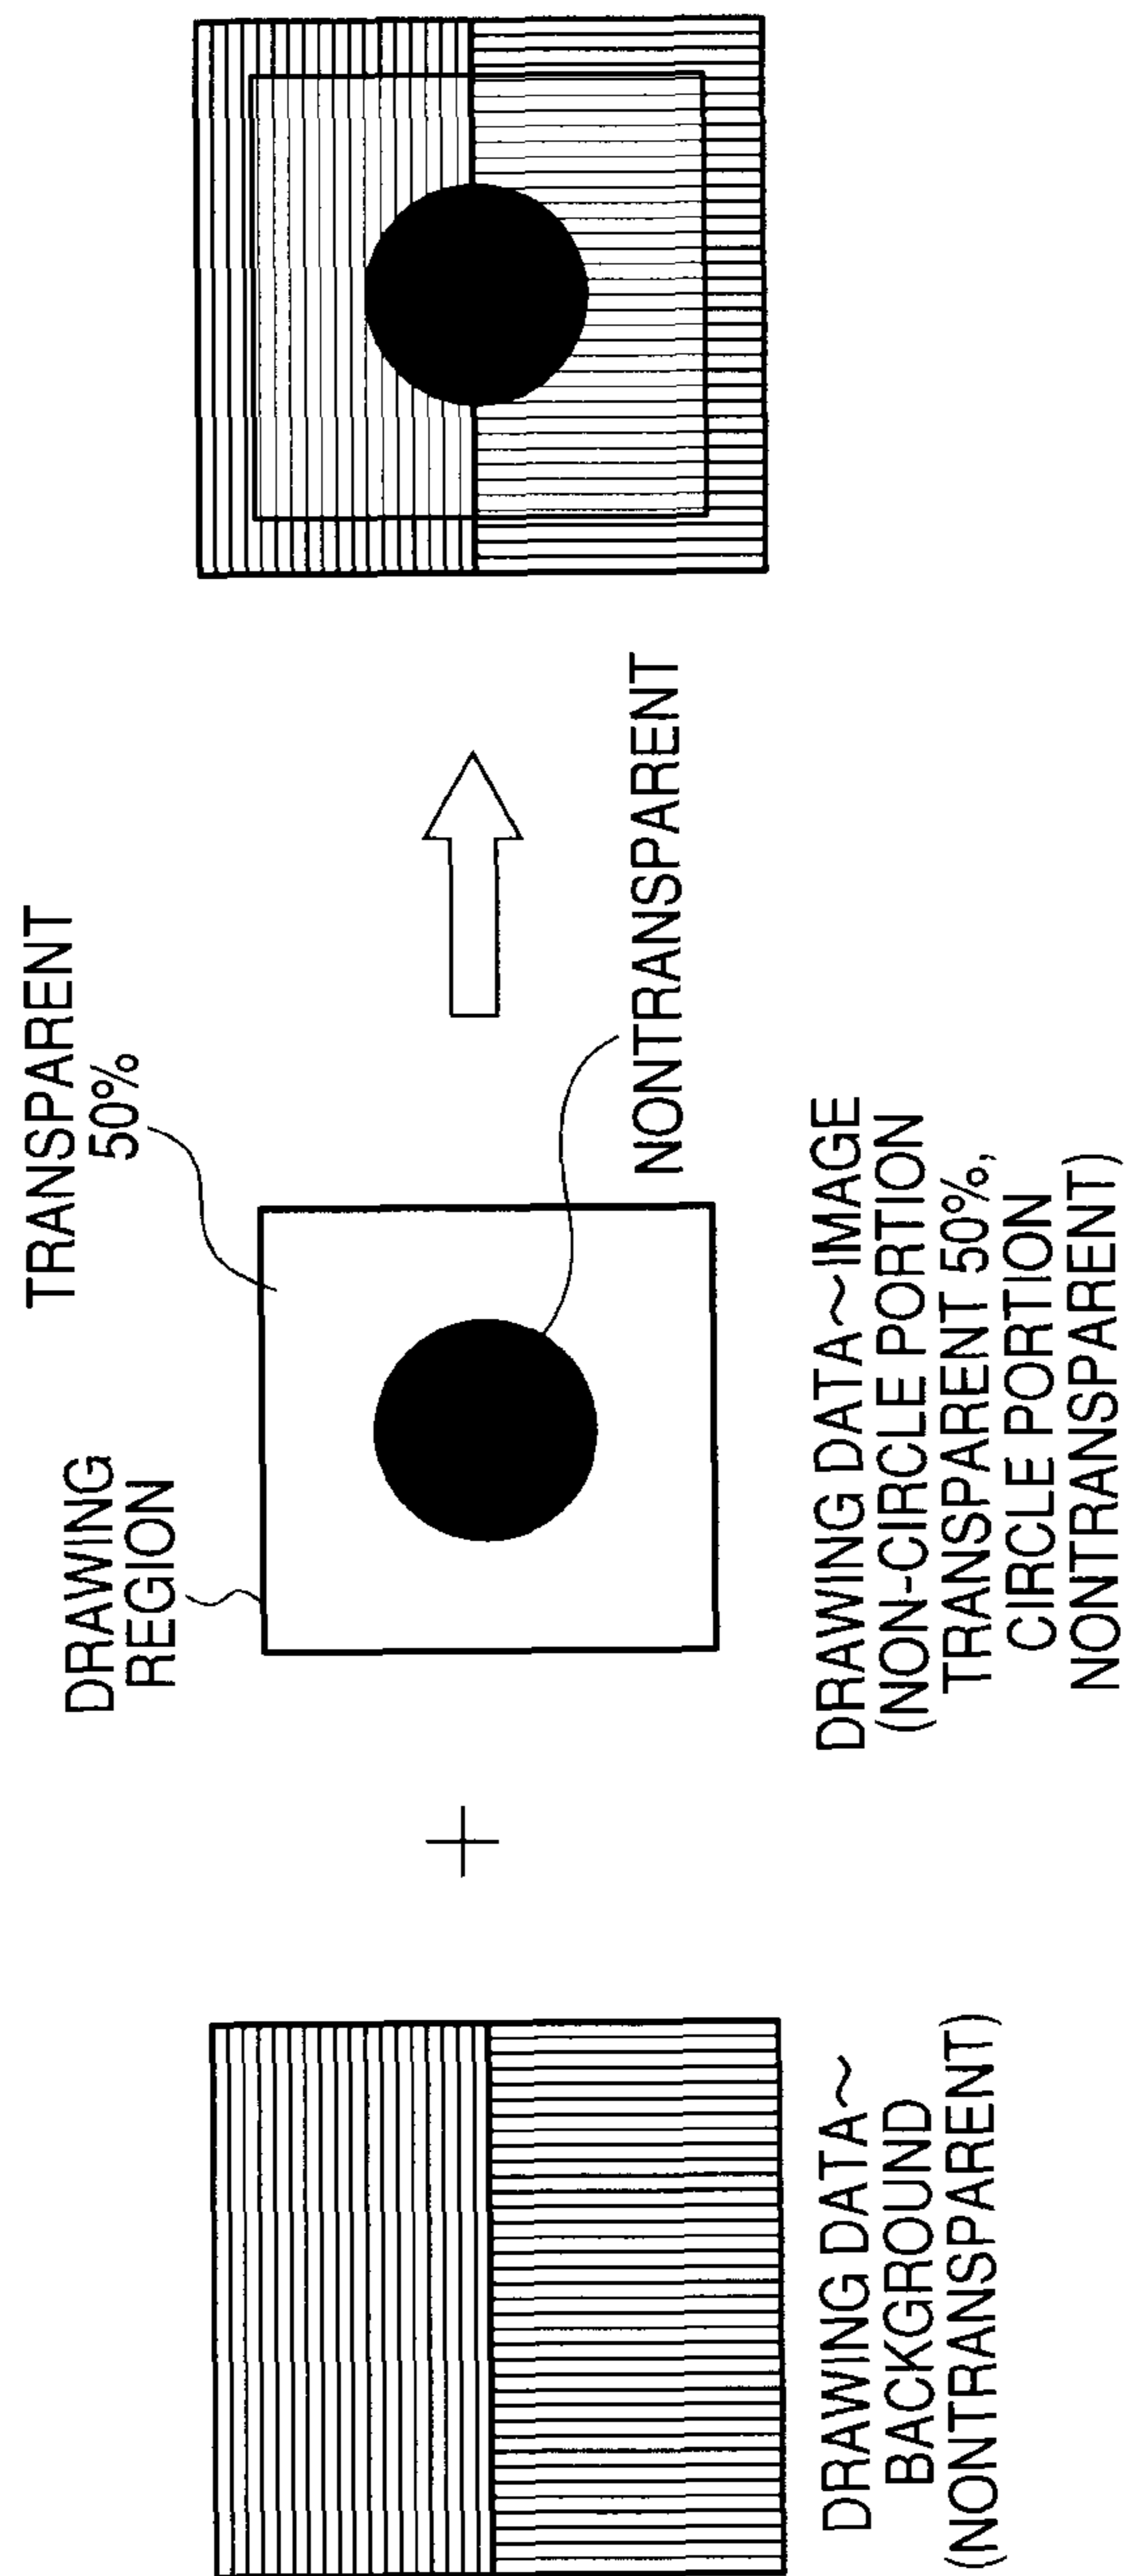 DRAWING DATA~
BACKGROUND
(NONTRANSPARENT)
+
DRAWING
REGION
TRANSPARENT
50%
NONTRANSPARENT
DRAWING DATA~IMAGE
(NON-CIRCLE PORTION
TRANSPARENT 50%,
CIRCLE PORTION
NONTRANSPARENT)